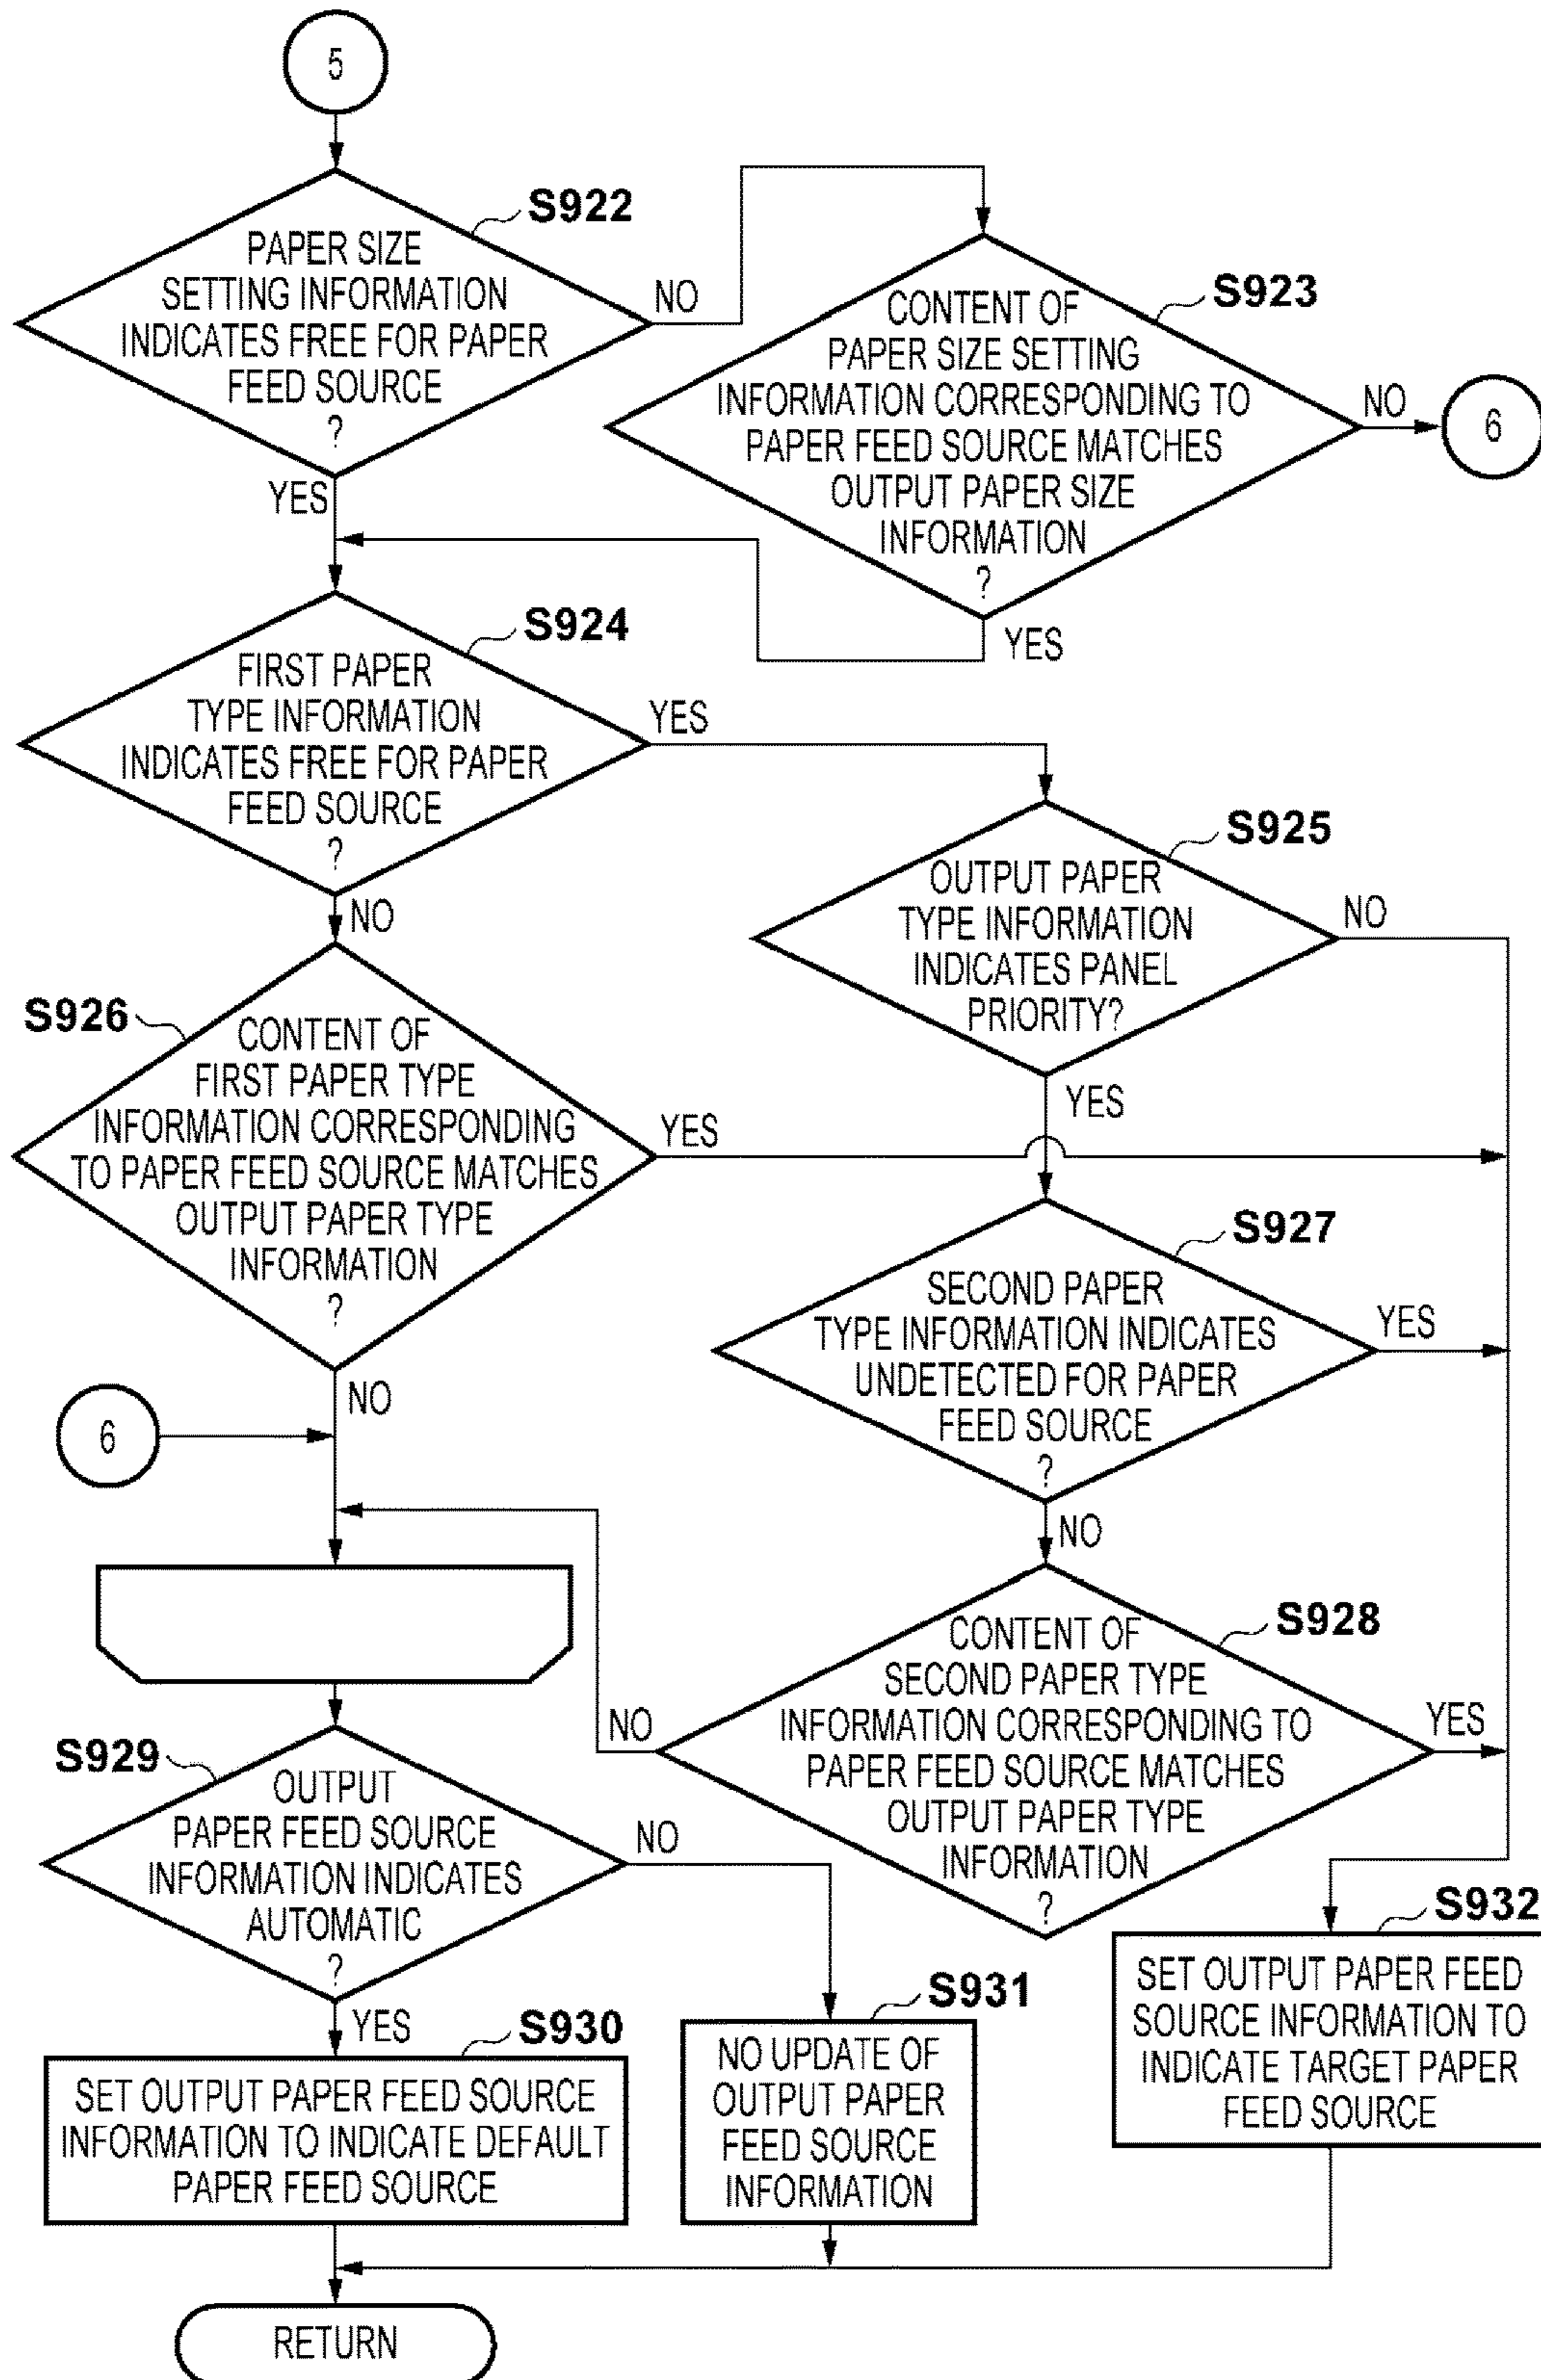 5
S922
PAPER SIZE
SETTING INFORMATION
INDICATES FREE FOR PAPER
FEED SOURCE
?
NO
YES
S923
CONTENT OF
PAPER SIZE SETTING
INFORMATION CORRESPONDING TO
PAPER FEED SOURCE MATCHES
OUTPUT PAPER SIZE
INFORMATION
?
NO
6
YES
S924
FIRST PAPER
TYPE INFORMATION
INDICATES FREE FOR PAPER
FEED SOURCE
?
YES
NO
S925
OUTPUT PAPER
TYPE INFORMATION
INDICATES PANEL
PRIORITY?
NO
YES
S926
CONTENT OF
FIRST PAPER TYPE
INFORMATION CORRESPONDING
TO PAPER FEED SOURCE MATCHES
OUTPUT PAPER TYPE
INFORMATION
?
YES
NO
S927
SECOND PAPER
TYPE INFORMATION INDICATES
UNDETECTED FOR PAPER
FEED SOURCE
?
YES
NO
6
S928
CONTENT OF
SECOND PAPER TYPE
INFORMATION CORRESPONDING TO
PAPER FEED SOURCE MATCHES
OUTPUT PAPER TYPE
INFORMATION
?
NO
YES
S929
OUTPUT
PAPER FEED SOURCE
INFORMATION INDICATES
AUTOMATIC
?
NO
YES
S930
SET OUTPUT PAPER FEED SOURCE
INFORMATION TO INDICATE DEFAULT
PAPER FEED SOURCE
S931
NO UPDATE OF
OUTPUT PAPER
FEED SOURCE
INFORMATION
S932
SET OUTPUT PAPER FEED
SOURCE INFORMATION TO
INDICATE TARGET PAPER
FEED SOURCE
RETURN